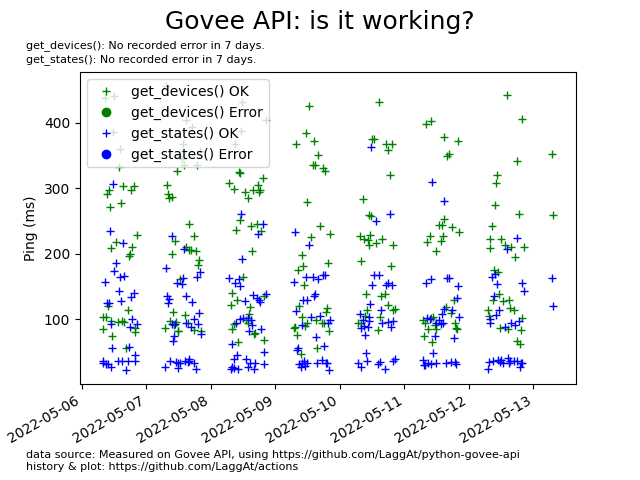 Govee API: is it working?
get_devices(): No recorded error in 7 days.
get_states(): No recorded error in 7 days.
get_devices() OK
get_devices() Error
get_states() OK
get_states() Error
Ping (ms)
400
300
200
100
2022-05-06
2022-05-07
2022-05-08
2022-05-09
2022-05-10
2022-05-11
2022-05-12
2022-05-13
data source: Measured on Govee API, using https://github.com/LaggAt/python-govee-api
history & plot: https://github.com/LaggAt/actions